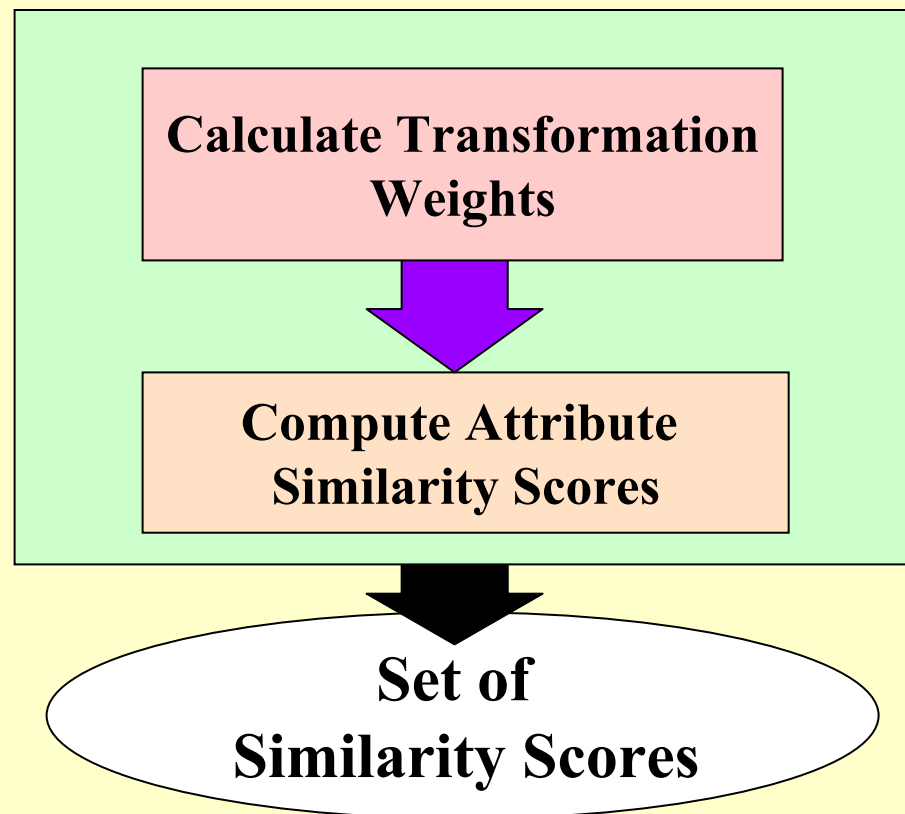 Calculate Transformation
Weights
Compute Attribute
Similarity Scores
Set of
Similarity Scores